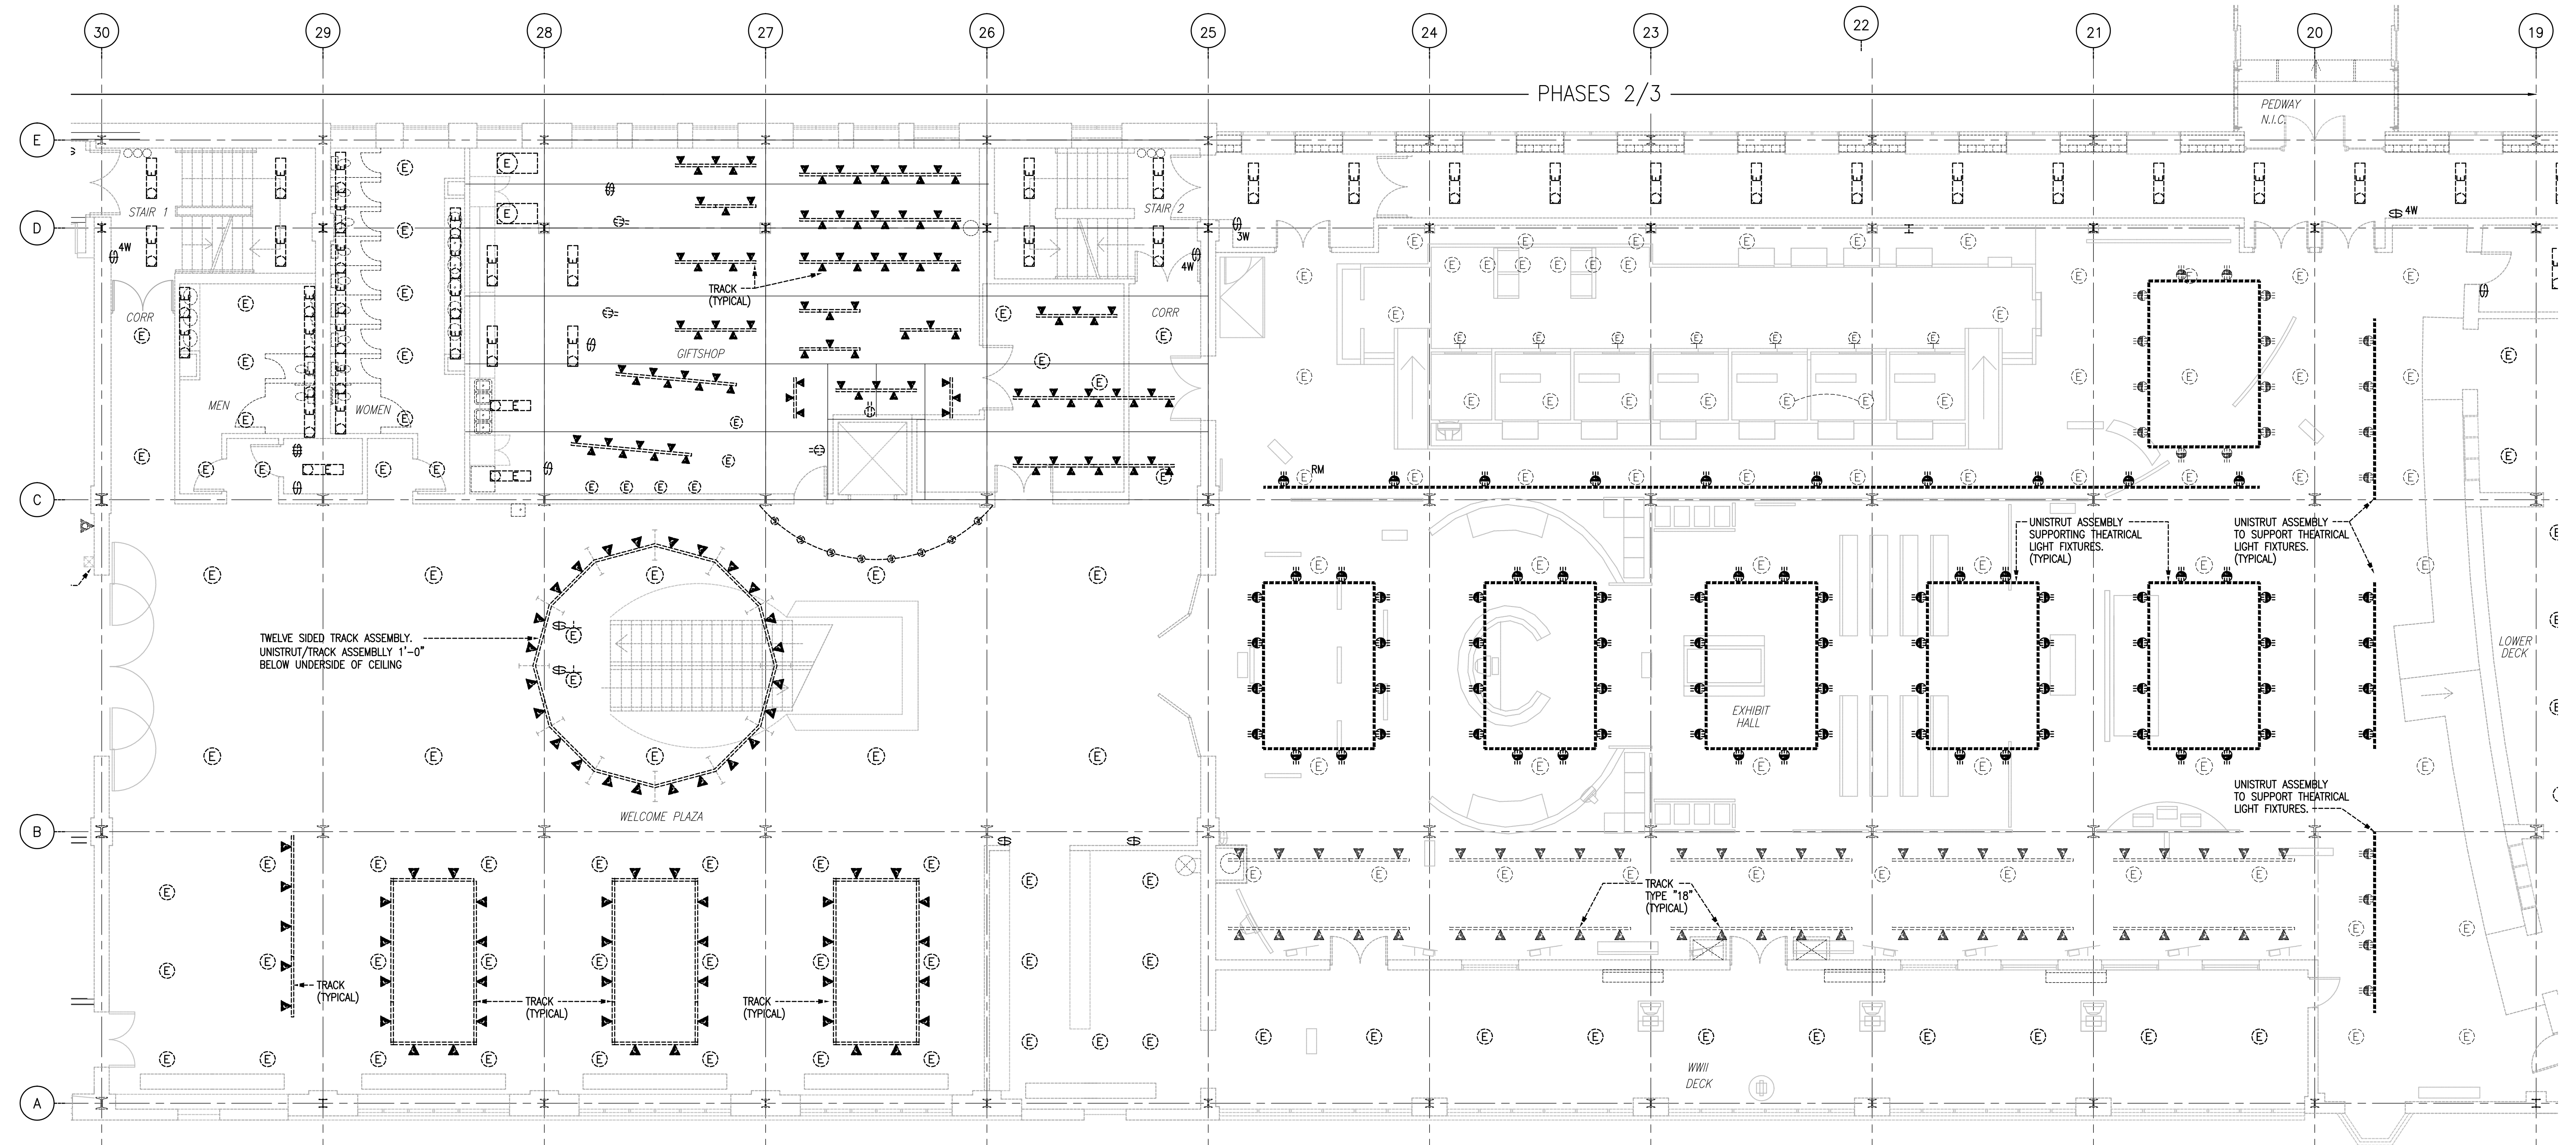 30 29 28 27 26 25 24 23 22 21 20 19
PHASES 2/3
PEDWAY
N.I.C.
E
D
C
B
A
STAIR 1
4W
CORR
MEN
WOMEN
GIFTSHOP
TRACK
(TYPICAL)
STAIR 2
4W
3W
CORR
4W
RM
TWELVE SIDED TRACK ASSEMBLY.
UNISTRUT/TRACK ASSEMBLLY 1'-0"
BELOW UNDERSIDE OF CEILING
WELCOME PLAZA
UNISTRUT ASSEMBLY
SUPPORTING THEATRICAL
LIGHT FIXTURES.
(TYPICAL)
UNISTRUT ASSEMBLY
TO SUPPORT THEATRICAL
LIGHT FIXTURES.
(TYPICAL)
EXHIBIT
HALL
LOWER
DECK
UNISTRUT ASSEMBLY
TO SUPPORT THEATRICAL
LIGHT FIXTURES.
TRACK
TYPE "18"
(TYPICAL)
TRACK
(TYPICAL)
TRACK
(TYPICAL)
TRACK
(TYPICAL)
WWII
DECK